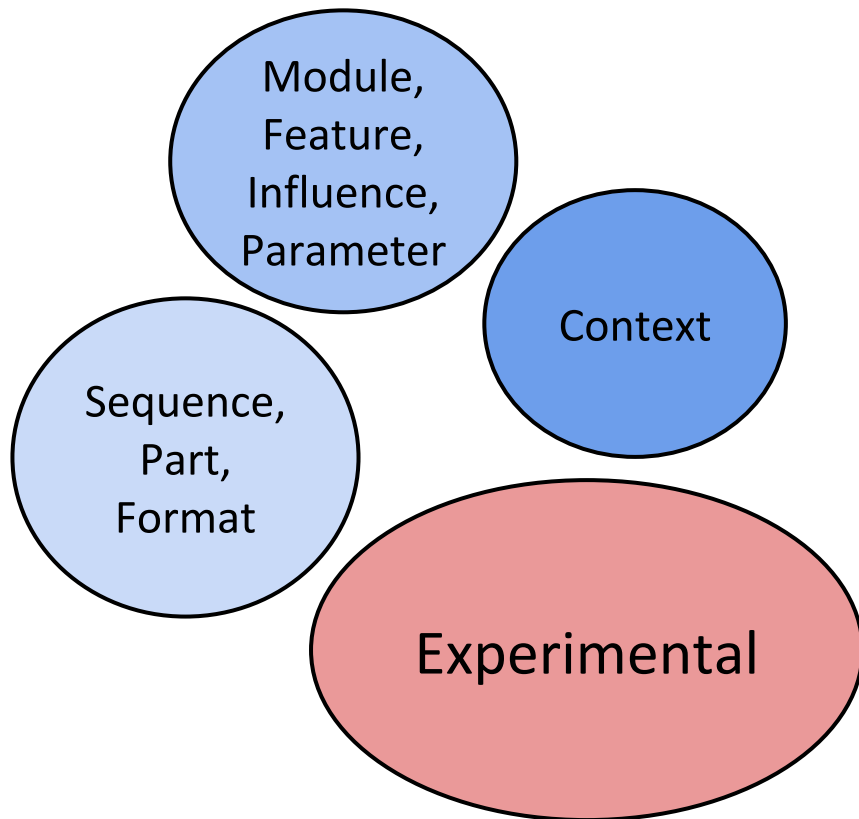 Module,
Feature,
Influence,
Parameter
Context
Sequence,
Part,
Format
Experimental